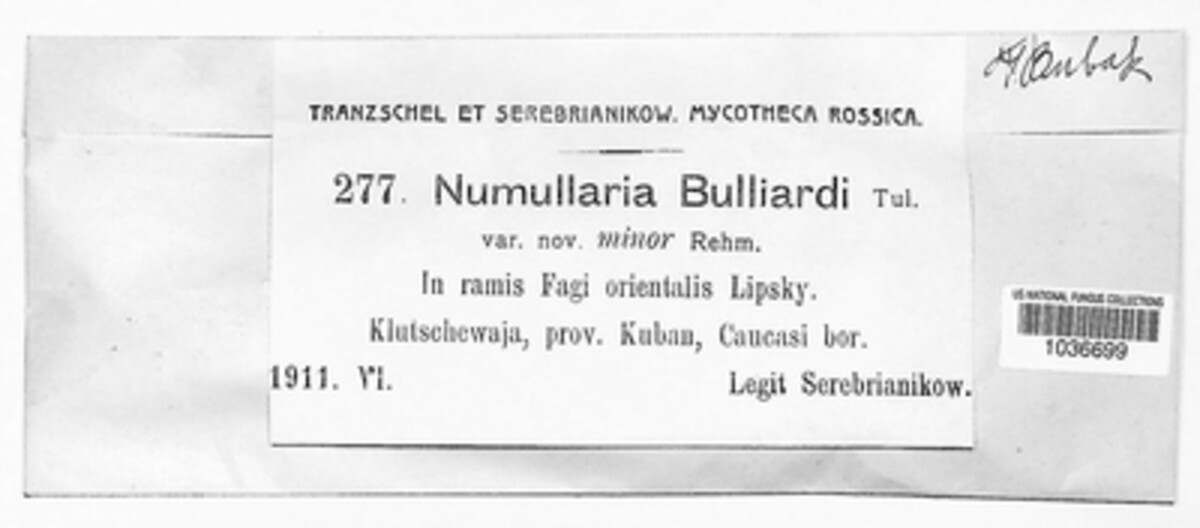 TRANZSCHEL ET SEREBRIANIKOW. MYCOTHECA ROSSICA.
277. Numullaria Bulliardi Tul.
var. nov. minor Rehm.
In ramis Fagi orientalis Lipsky.
Klutschewaja, prov. Kuban, Caucasi bor.
1911. VI.
Legit Serebrianikow.
US NATIONAL FUNGUS COLLECTIONS
1036699